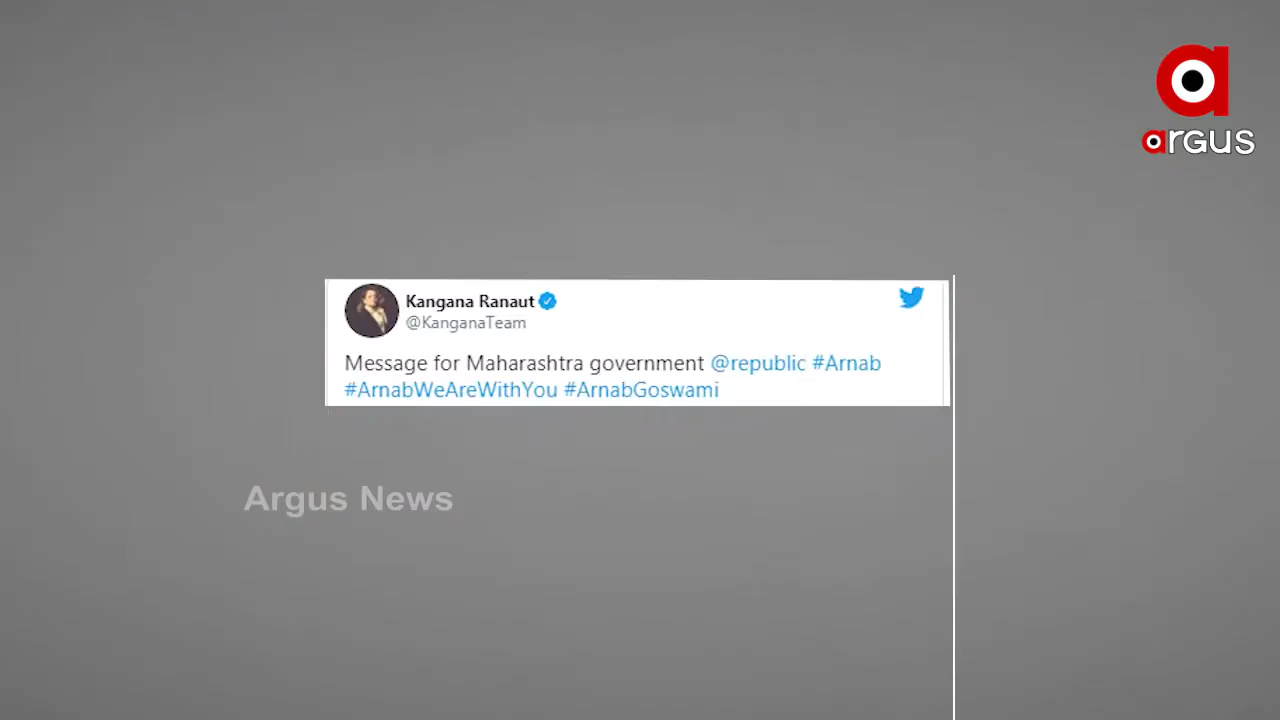 argus
Kangana Ranaut
@KanganaTeam
Message for Maharashtra government @republic #Arnab
#ArnabWeAreWithYou #ArnabGoswami
Argus News